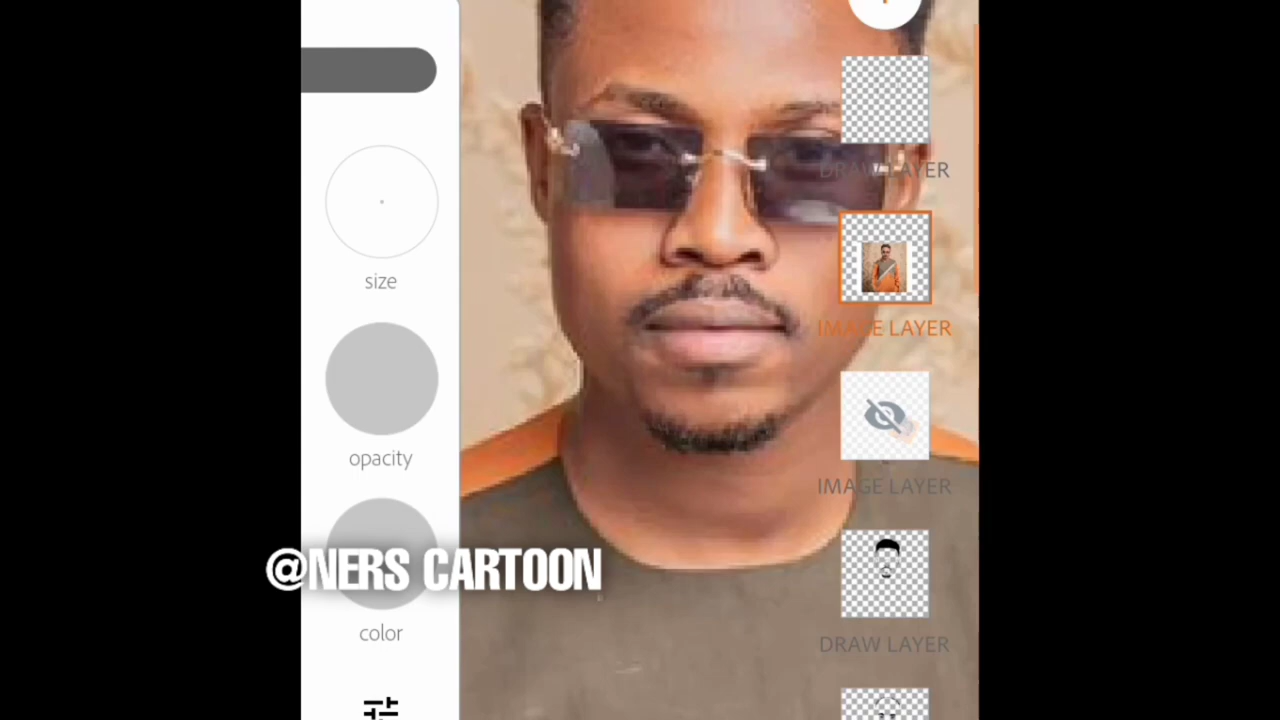 size
opacity
color
@NERS CARTOON
DRAW LAYER
IMAGE LAYER
IMAGE LAYER
DRAW LAYER